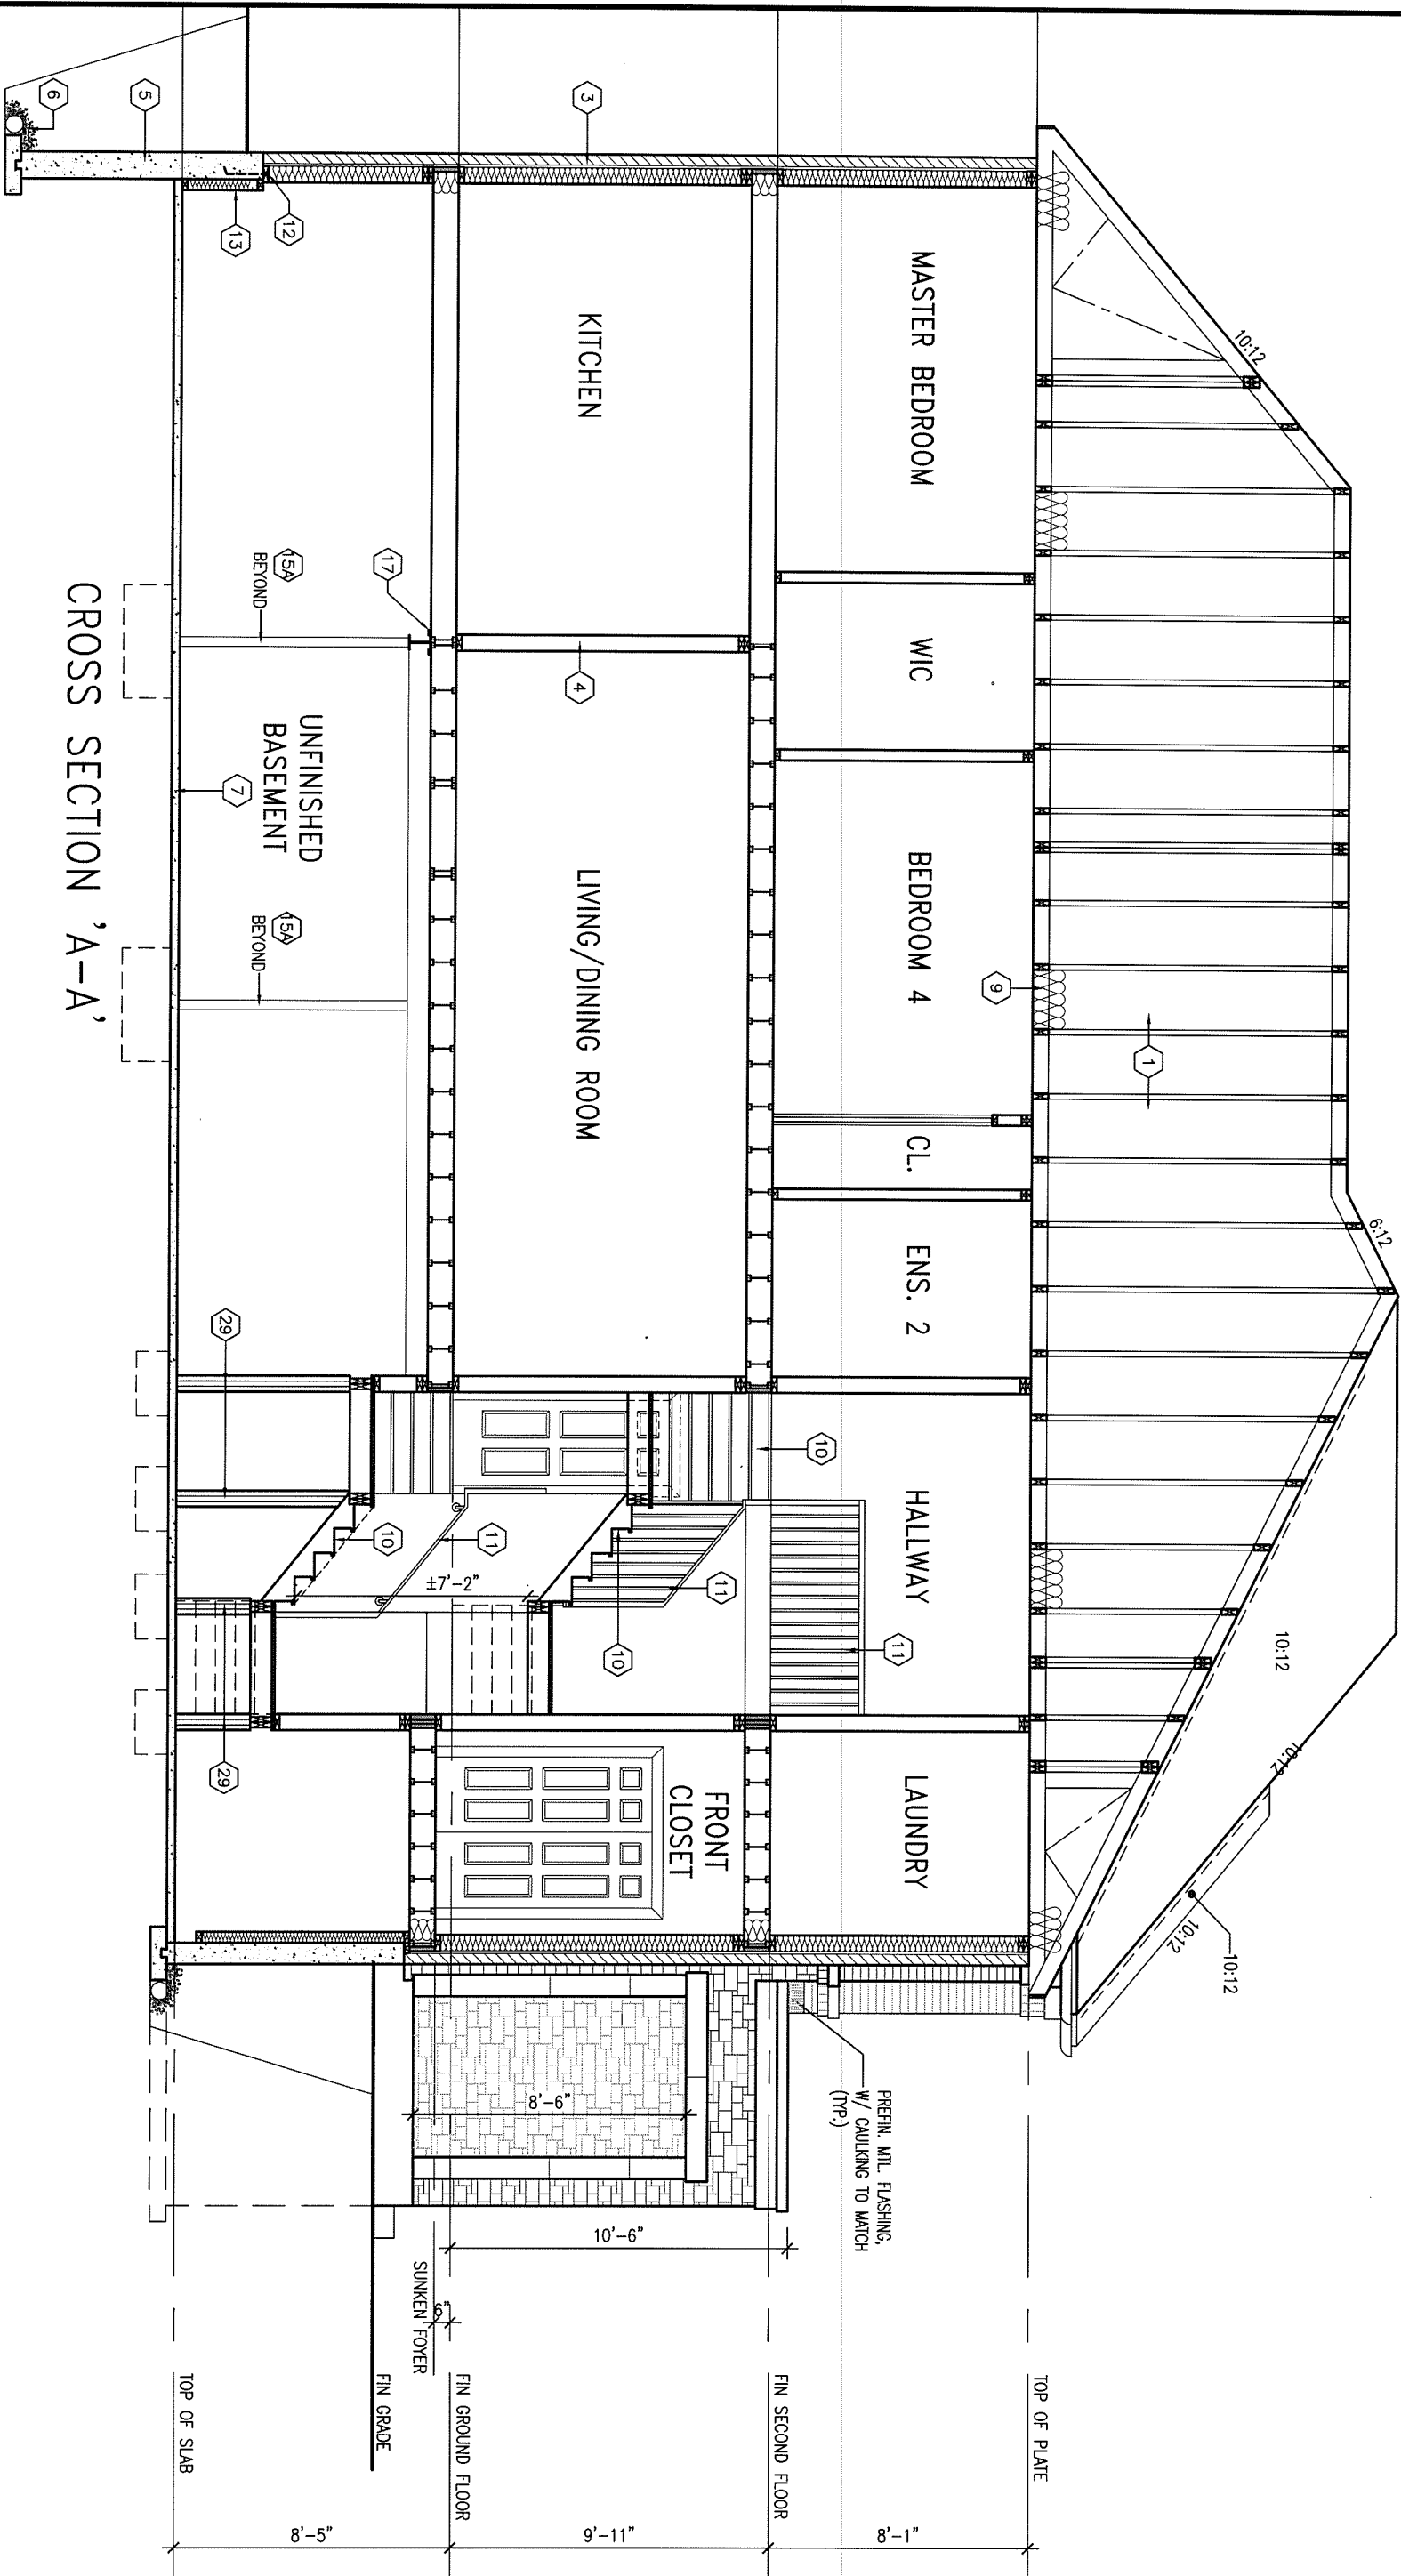 10:12
6:12
10:12
10:12
10:12
10:12
1
9
3
MASTER BEDROOM
WIC
BEDROOM 4
CL.
ENS. 2
HALLWAY
LAUNDRY
10
11
PREFIN. MTL. FLASHING,
W/ CAULKING TO MATCH
(TYP.)
KITCHEN
4
LIVING/DINING ROOM
11
10
FRONT
CLOSET
8'-6"
10'-6"
6"
SUNKEN FOYER
±7'-2"
11
10
5
6
12
13
17
15A
BEYOND
UNFINISHED
BASEMENT
7
15A
BEYOND
29
29
TOP OF PLATE
8'-1"
FIN SECOND FLOOR
9'-11"
FIN GROUND FLOOR
FIN GRADE
8'-5"
TOP OF SLAB
CROSS SECTION 'A-A'